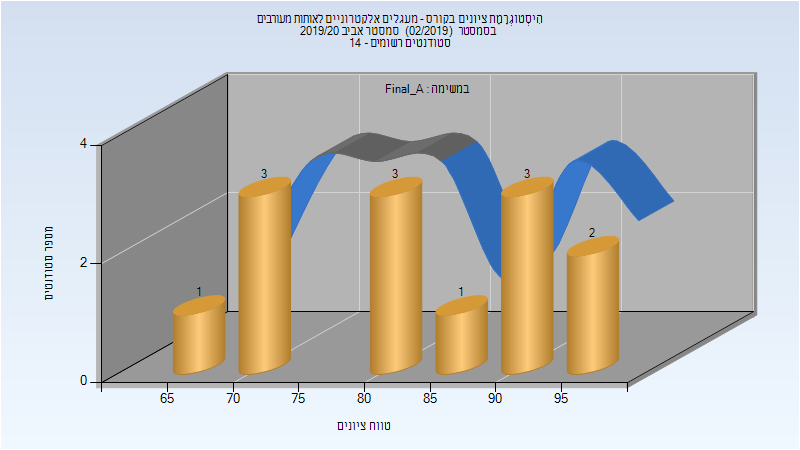 הִיסטוֹגְרָמַת ציונים בקורס - מעגלים אלקטרוניים לאותות מעורבים
בסמסטר (02/2019) סמסטר אביב 2019/20
סטודנטים רשומים - 14
במשימה : Final_A
4
2
0
מספר סטודנטים
1
3
3
1
3
2
65
70
75
80
85
90
95
טווח ציונים